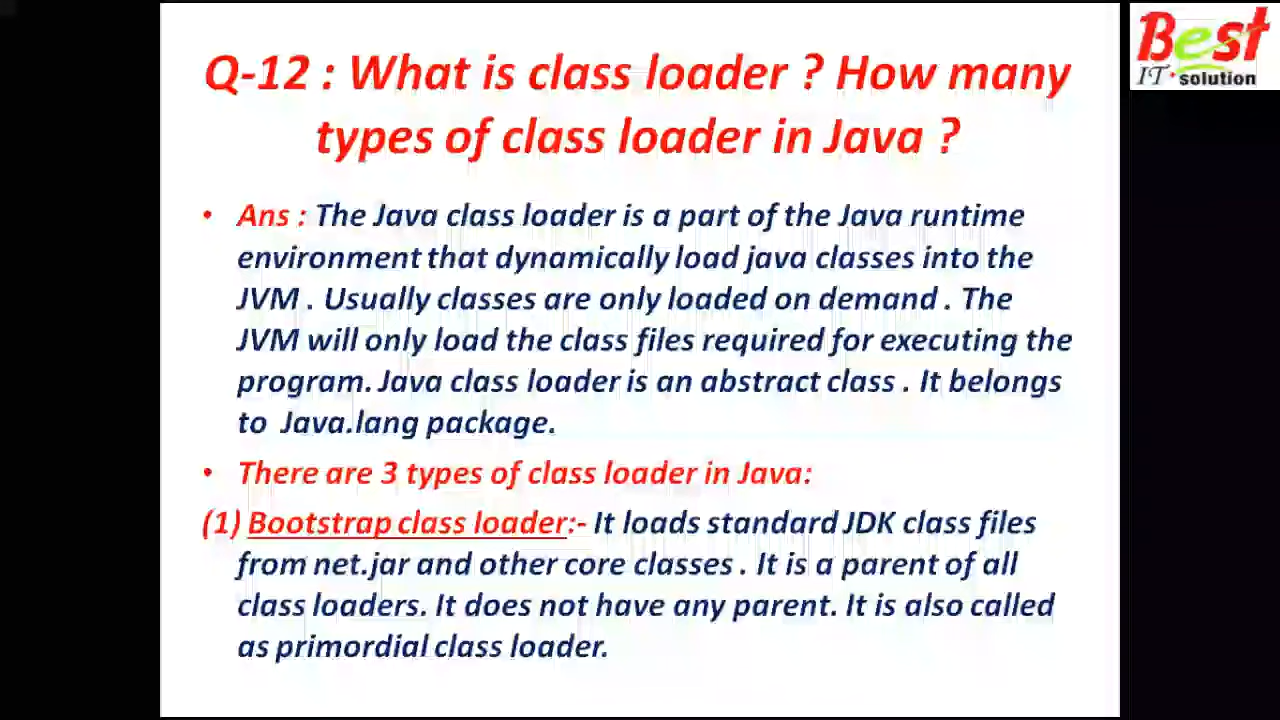 Best
IT solution
Q-12 : What is class loader ? How many
types of class loader in Java ?
• Ans : The Java class loader is a part of the Java runtime
environment that dynamically load java classes into the
JVM . Usually classes are only loaded on demand . The
JVM will only load the class files required for executing the
program. Java class loader is an abstract class . It belongs
to Java.lang package.
• There are 3 types of class loader in Java:
(1) Bootstrap class loader:- It loads standard JDK class files
from net.jar and other core classes . It is a parent of all
class loaders. It does not have any parent. It is also called
as primordial class loader.